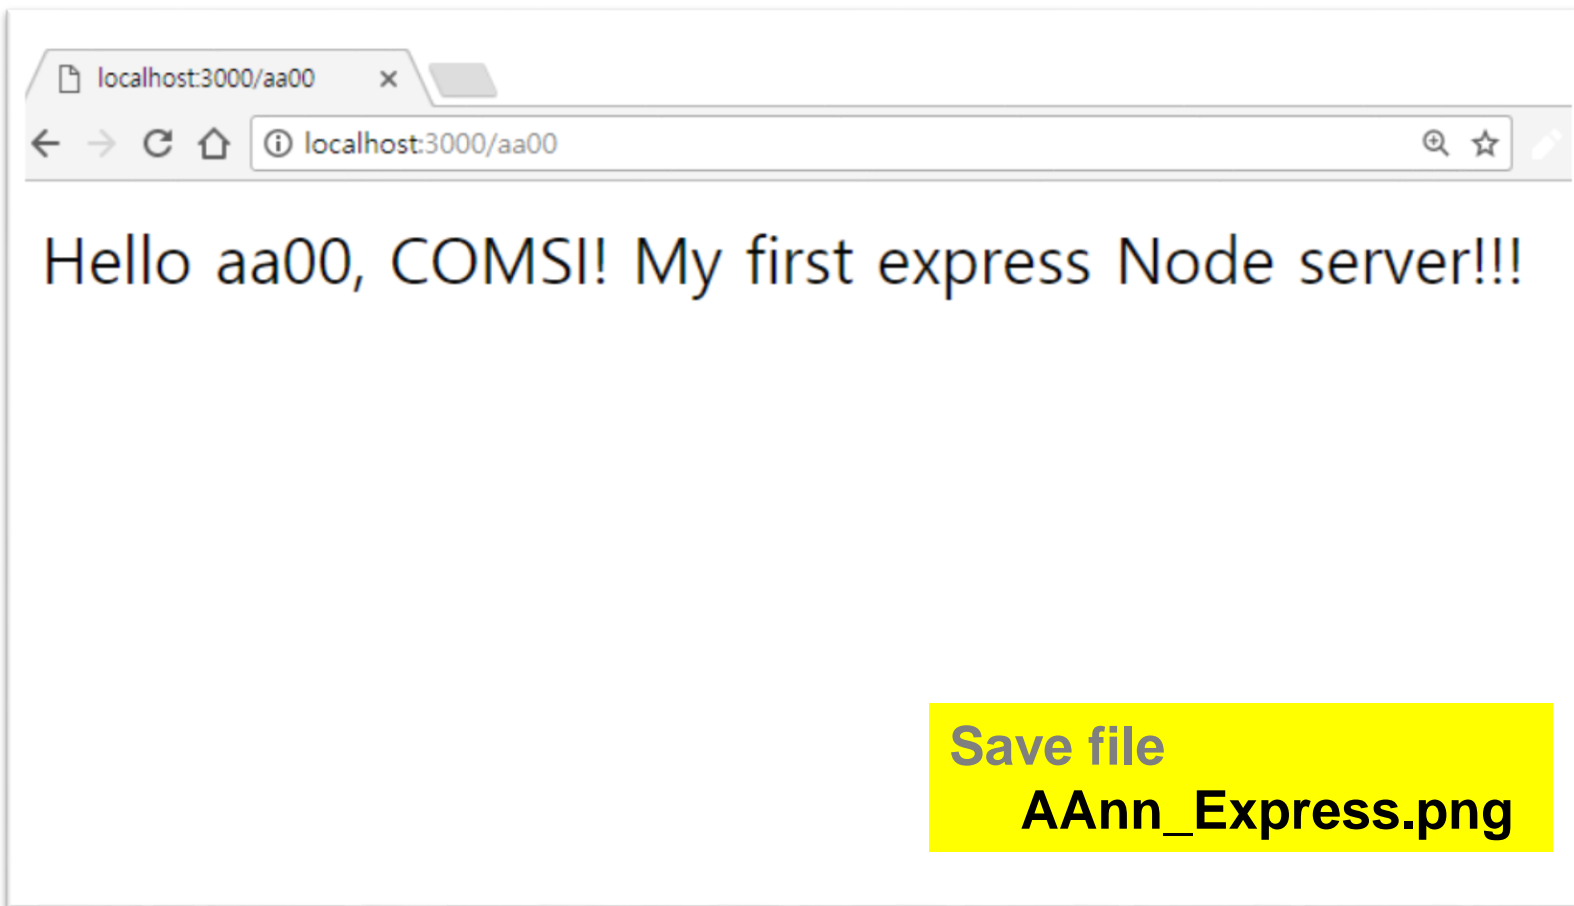 localhost:3000/aa00
localhost:3000/aa00
Hello aa00, COMSI! My first express Node server!!!
Save file
AAnn_Express.png